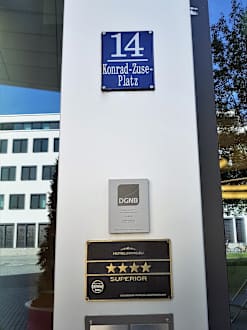 14
Konrad-Zuse-
Platz
DGNB
HOTELSTARS.EU
SUPERIOR